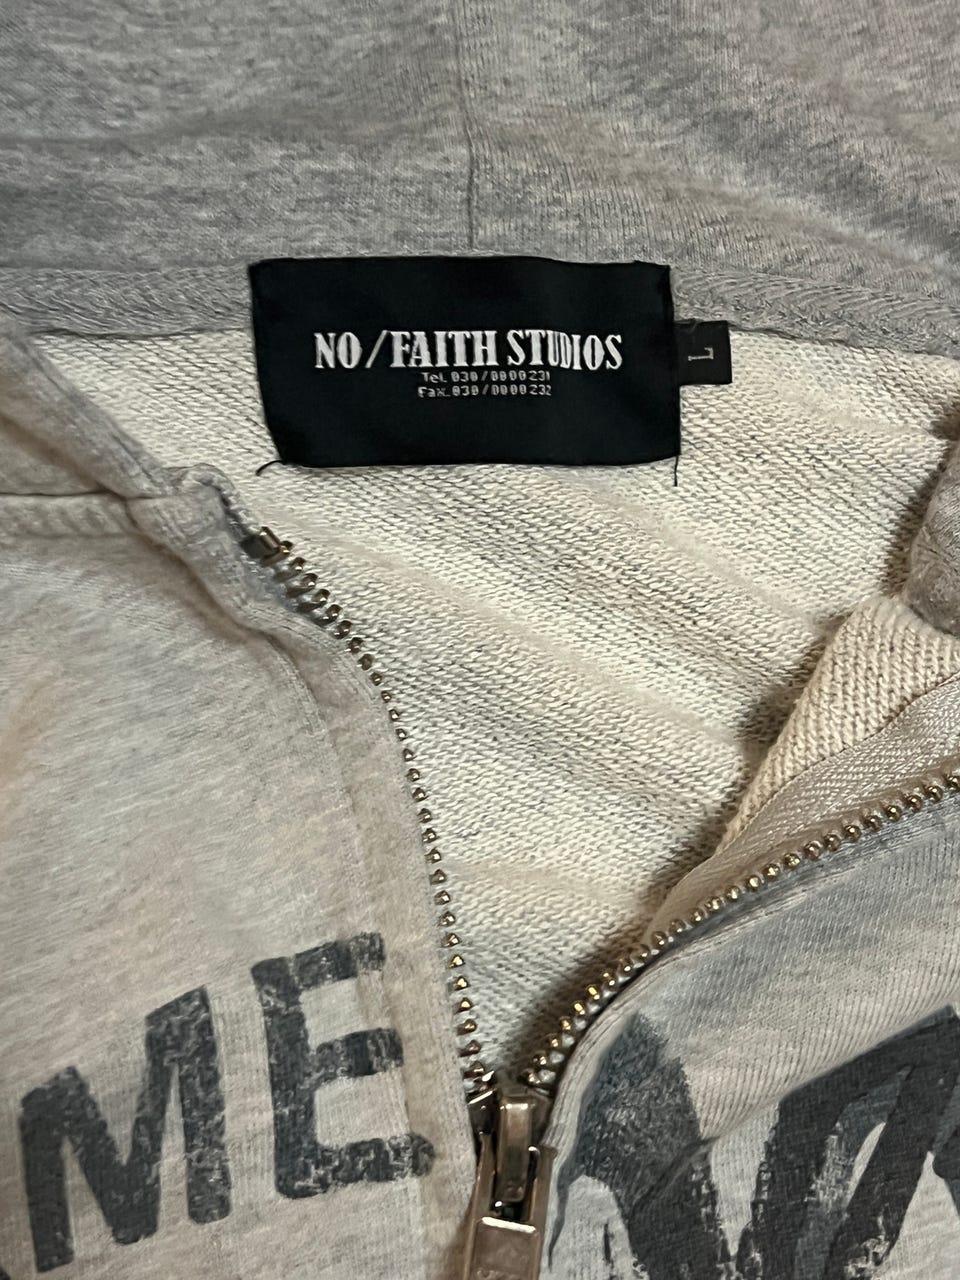 NO/FAITH STUDIOS
Tel. 030/0000231
Fax. 030/0000232
L
ME